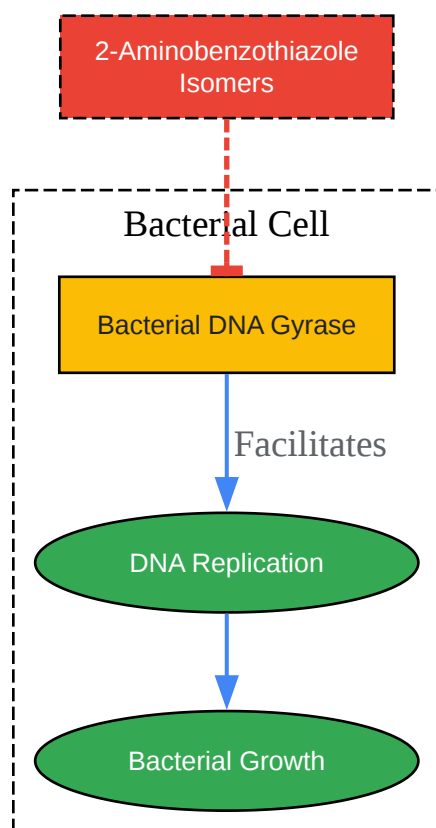 2-Aminobenzothiazole
Isomers
Bacterial Cell
Bacterial DNA Gyrase
Facilitates
DNA Replication
Bacterial Growth